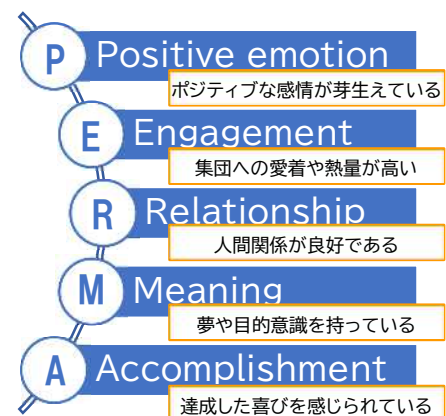 P Positive emotion
ポジティブな感情が芽生えている
E Engagement
集団への愛着や熱量が高い
R Relationship
人間関係が良好である
M Meaning
夢や目的意識を持っている
A Accomplishment
達成した喜びを感じられている